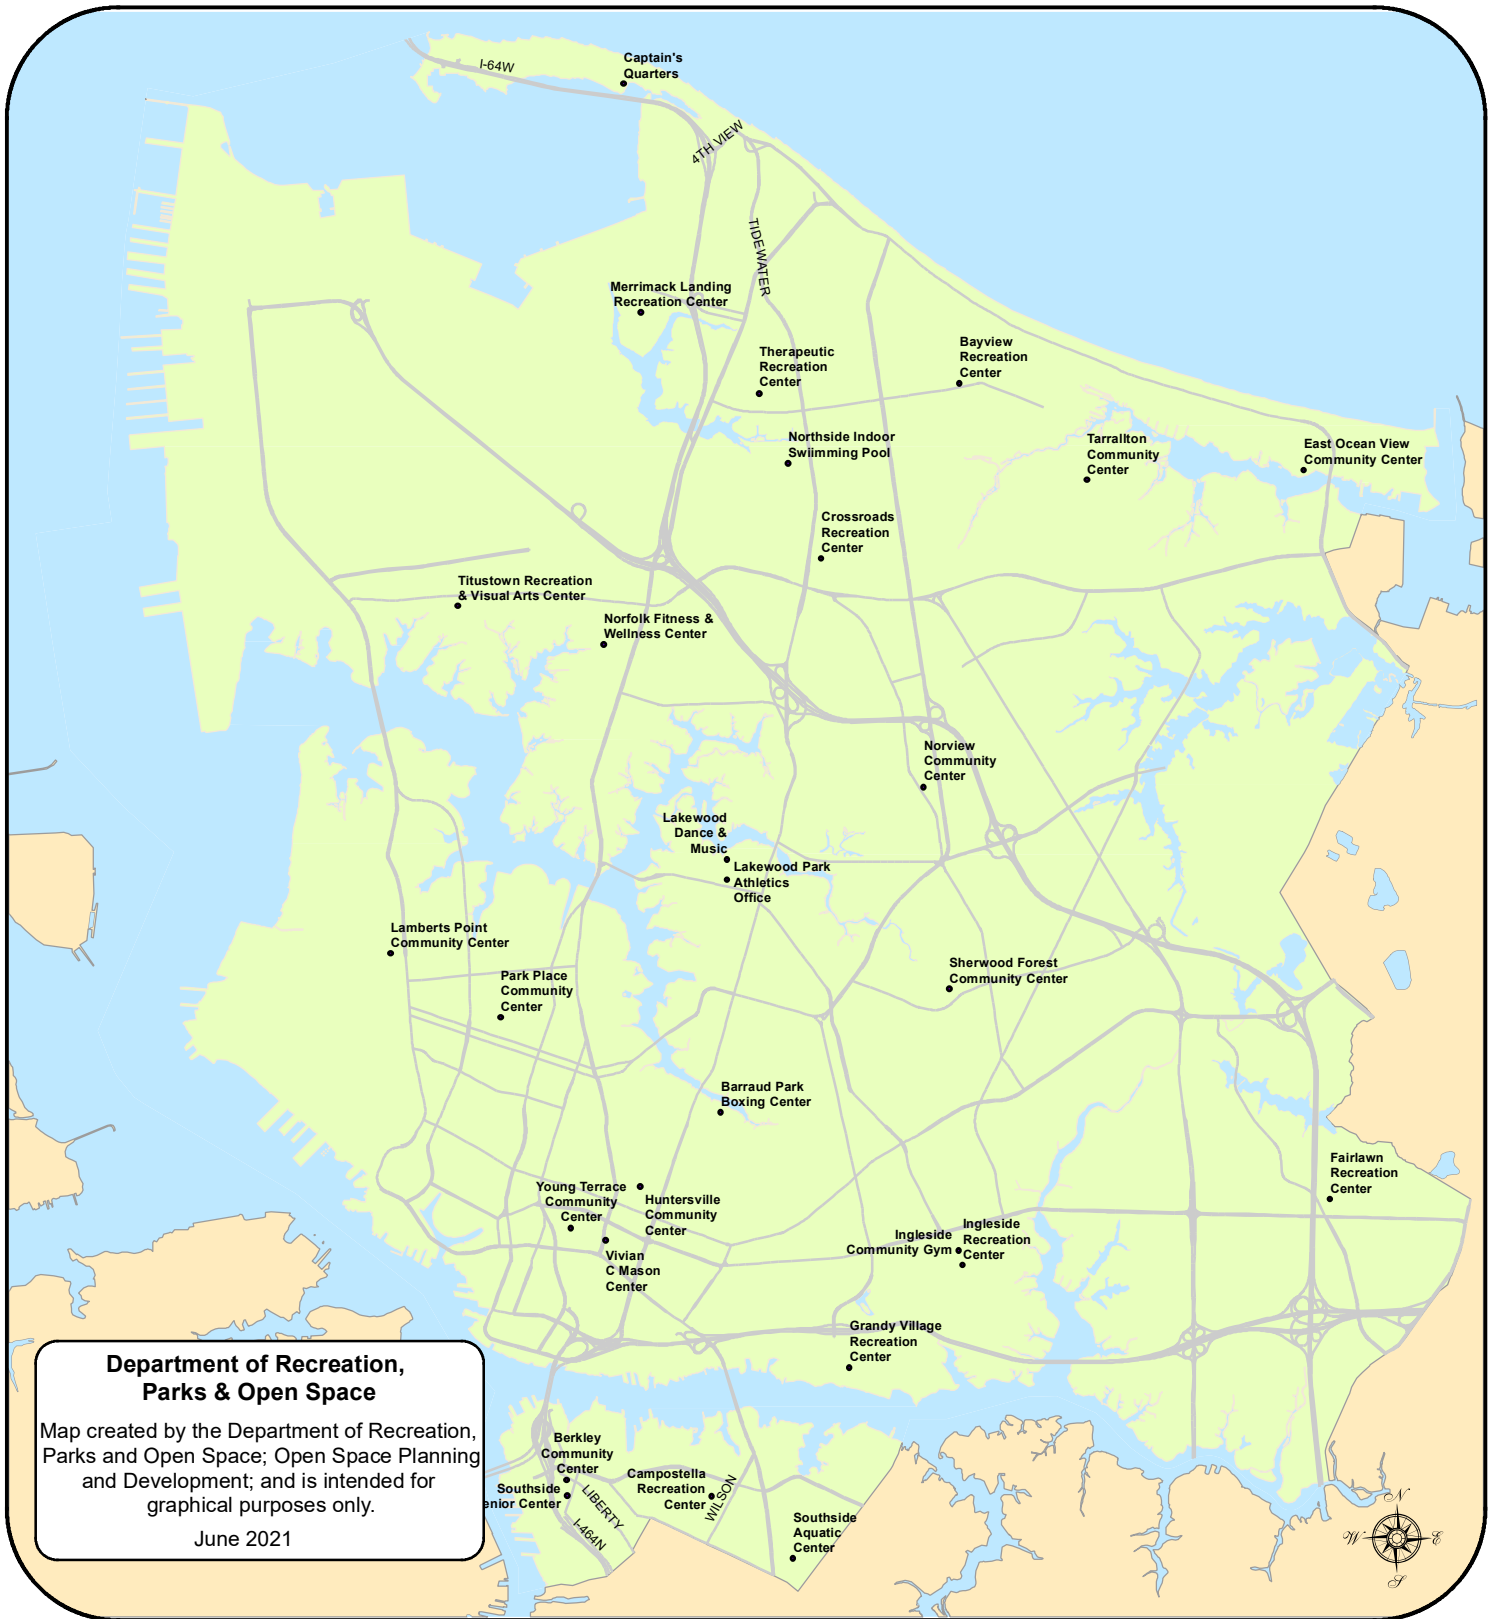 Captain's
Quarters
I-64W
4TH VIEW
TIDEWATER
Merrimack Landing
Recreation Center
Therapeutic
Recreation
Center
Bayview
Recreation
Center
Northside Indoor
Swiimming Pool
Tarrallton
Community
Center
East Ocean View
Community Center
Crossroads
Recreation
Center
Titustown Recreation
& Visual Arts Center
Norfolk Fitness &
Wellness Center
Norview
Community
Center
Lakewood
Dance &
Music
Lakewood Park
Athletics
Office
Lamberts Point
Community Center
Park Place
Community
Center
Sherwood Forest
Community Center
Barraud Park
Boxing Center
Fairlawn
Recreation
Center
Young Terrace
Community
Center
Huntersville
Community
Center
Vivian
C Mason
Center
Ingleside
Community Gym
Ingleside
Recreation
Center
Grandy Village
Recreation
Center
Department of Recreation,
Parks & Open Space
Map created by the Department of Recreation,
Parks and Open Space; Open Space Planning
and Development; and is intended for
graphical purposes only.
June 2021
Berkley
Community
Center
Southside
enior Center
LIBERTY
I-464N
Campostella
Recreation
Center
WILSON
Southside
Aquatic
Center
N
W
E
S